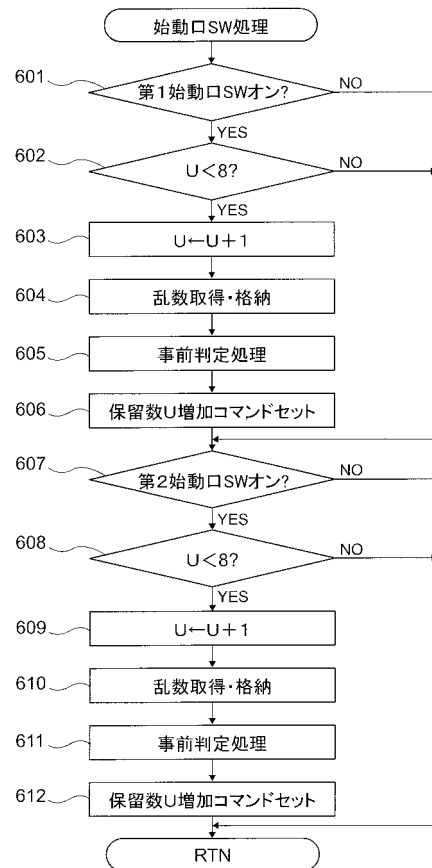 始動口SW処理
601
第1始動口SWオン?
NO
YES
602
U<8?
NO
YES
603
U←U+1
604
乱数取得・格納
605
事前判定処理
606
保留数U増加コマンドセット
607
第2始動口SWオン?
NO
YES
608
U<8?
NO
YES
609
U←U+1
610
乱数取得・格納
611
事前判定処理
612
保留数U増加コマンドセット
RTN